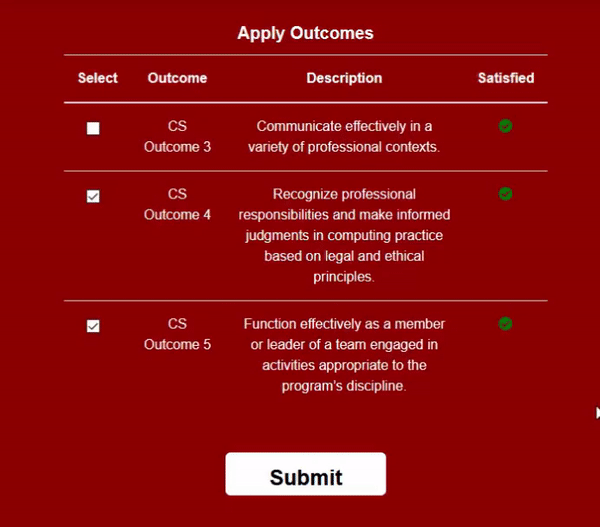 Apply Outcomes
Select Outcome Description Satisfied
CS Communicate effectively in a
Outcome 3 variety of professional contexts.
CS Recognize professional
Outcome 4 responsibilities and make informed
judgments in computing practice
based on legal and ethical
principles.
CS Function effectively as a member
Outcome 5 or leader of a team engaged in
activities appropriate to the
program's discipline.
Submit